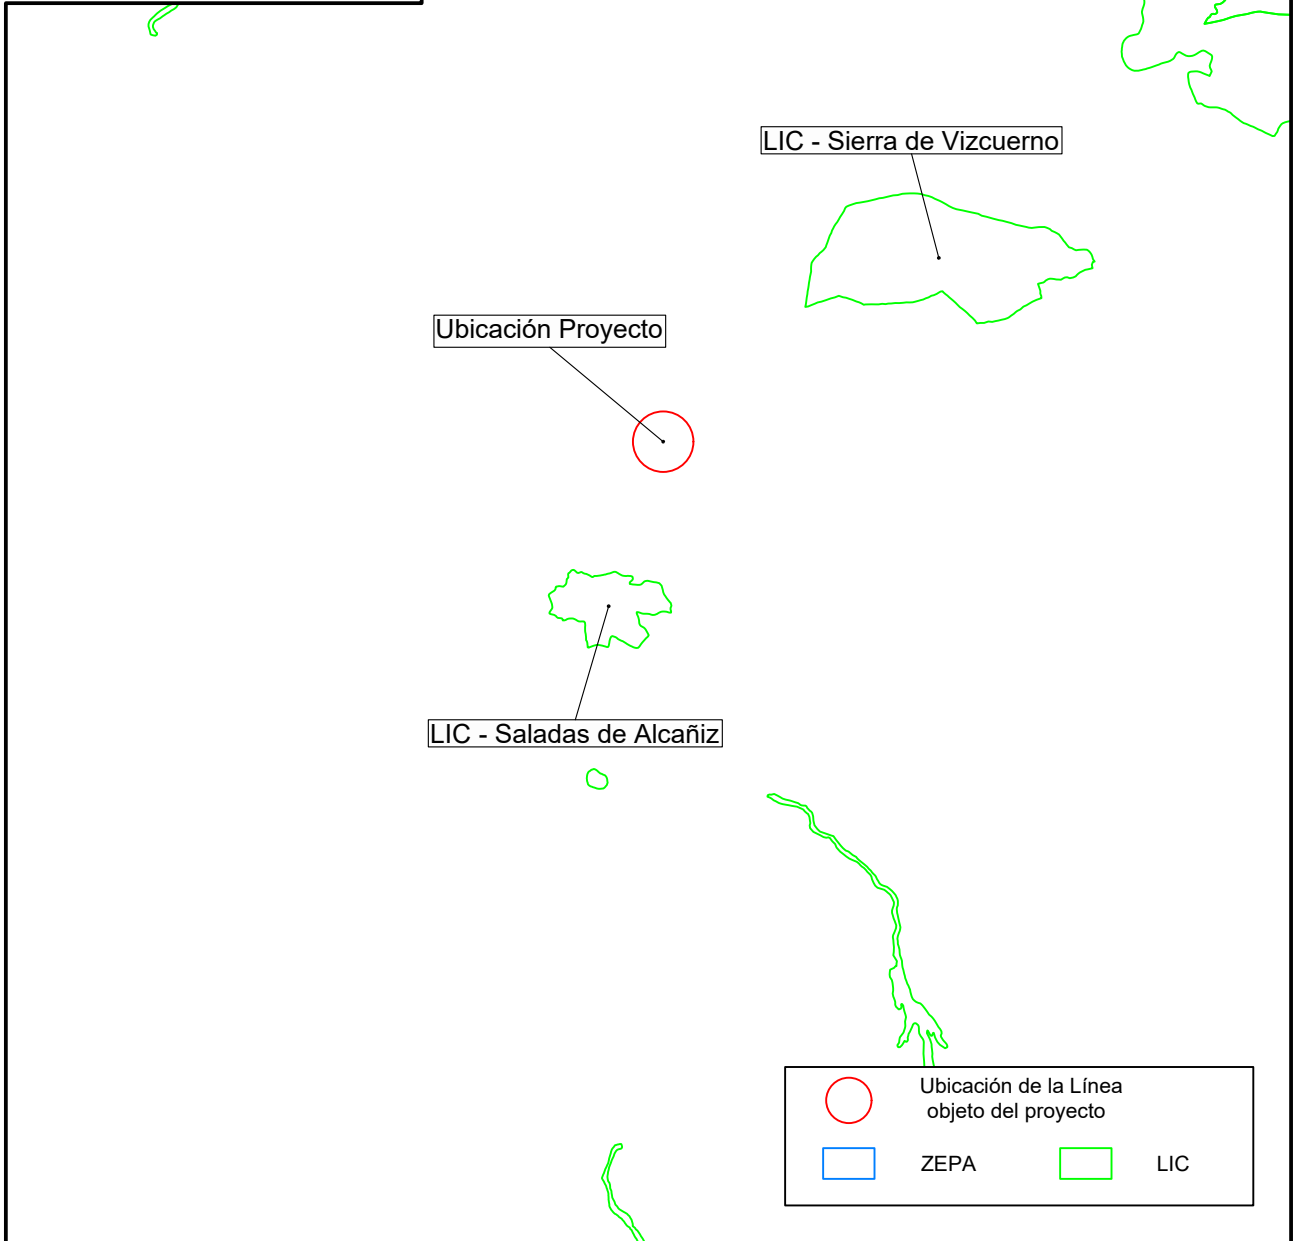 LIC - Sierra de Vizcuerno
Ubicación Proyecto
LIC - Saladas de Alcañiz
Ubicación de la Línea
objeto del proyecto
ZEPA
LIC